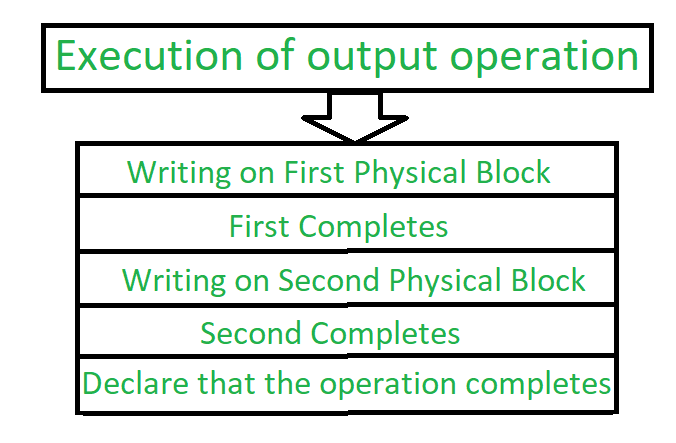 Execution of output operation
Writing on First Physical Block
First Completes
Writing on Second Physical Block
Second Completes
Declare that the operation completes